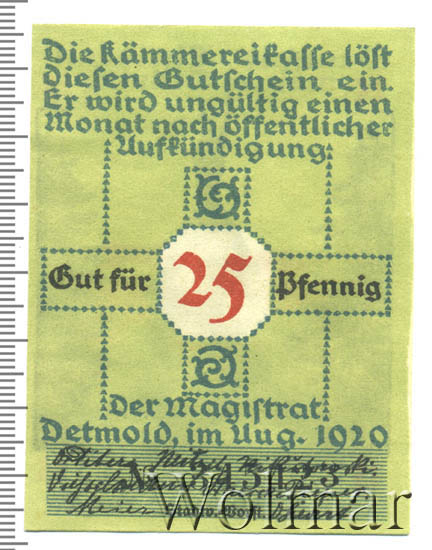 Die Kämmereikasse löst
Diesen Gutschein ein.
Er wird ungültig einen
Monat nach öffentlicher
Aufkündigung
Gut für 25 Pfennig
Der Magistrat
Detmold, im Aug. 1920
Meier
Wolmar